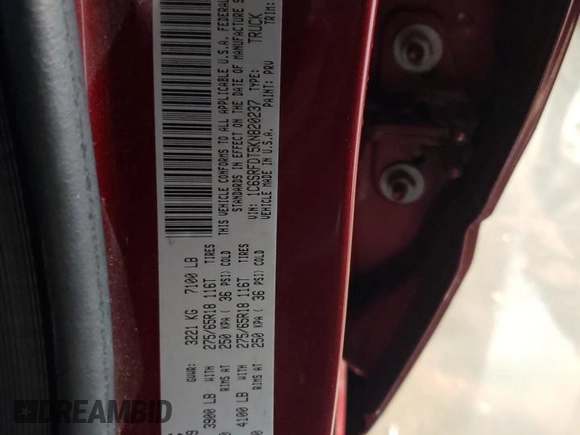 GVWR: 3221 KG 7100 LB
3900 LB WITH 275/65R18 116T TIRES
RIMS AT 250 KPA ( 36 PSI) COLD
4100 LB WITH 275/65R18 116T TIRES
RIMS AT 250 KPA ( 36 PSI) COLD
THIS VEHICLE CONFORMS TO ALL APPLICABLE U.S.A. FEDERAL
STANDARDS IN EFFECT ON THE DATE OF MANUFACTURE
VIN: 1C6SRFDT5KN820237 TYPE: TRUCK
VEHICLE MADE IN U.S.A. PAINT: PRV TRIM:
DREAMBID